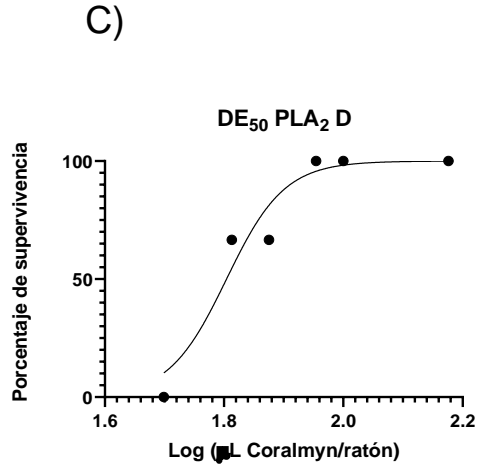 C)
DE₅₀ PLA₂ D
Porcentaje de supervivencia
100
50
0
1.6 1.8 2.0 2.2
Log ( L Coralmyn/ratón)